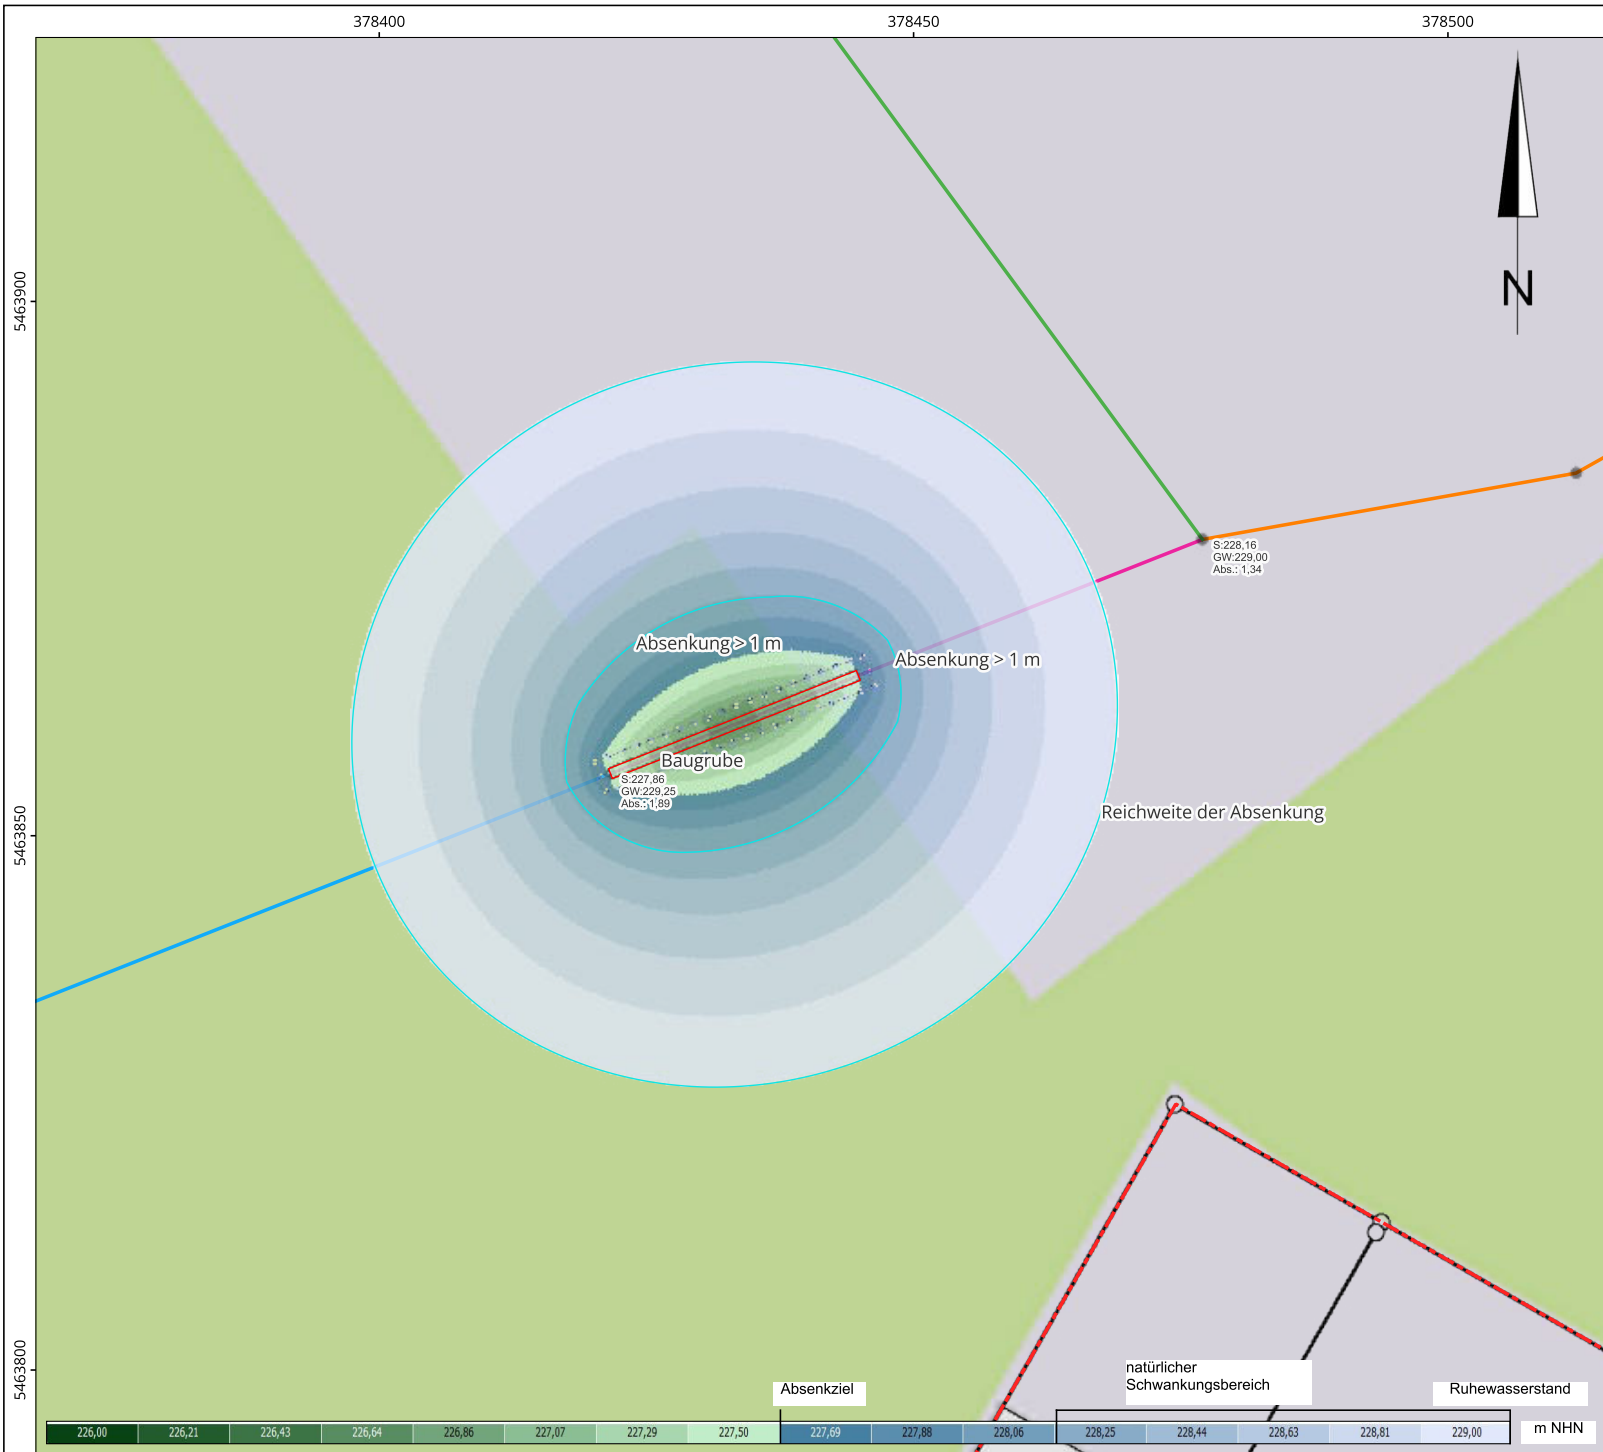 378400
378450
378500
5463900
N
S:228,16
GW:229,00
Abs.: 1,34
Absenkung > 1 m
Absenkung > 1 m
Baugrube
S:227,86
GW:229,25
Abs.: 1,89
Reichweite der Absenkung
5463850
5463800
natürlicher
Schwankungsbereich
Absenkziel
Ruhewasserstand
226,00 226,21 226,43 226,64 226,86 227,07 227,29 227,50 227,69 227,88 228,06 228,25 228,44 228,63 228,81 229,00 m NHN